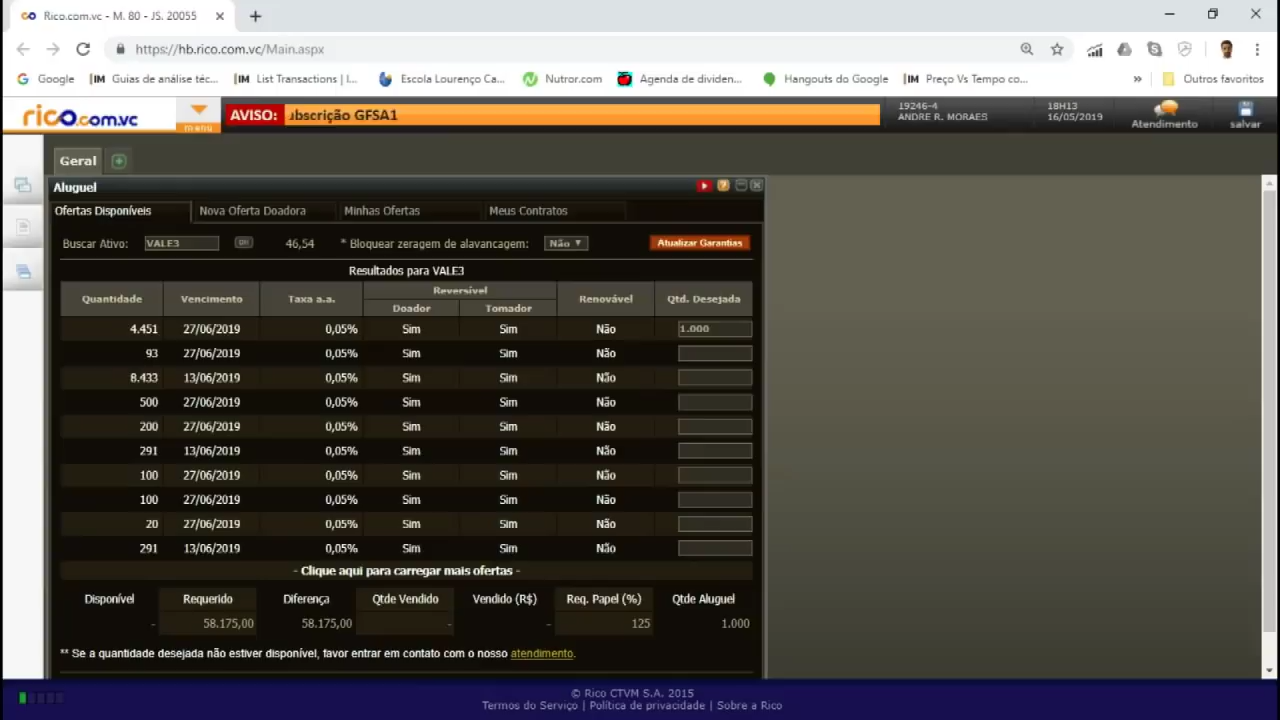 Rico.com.vc - M. 80 - JS. 20055
https://hb.rico.com.vc/Main.aspx
Google Guias de análise téc... List Transactions | I... Escola Lourenço Ca... Nutror.com Agenda de dividen... Hangouts do Google Preço Vs Tempo co... » Outros favoritos
rico.com.vc MENU AVISO: ubscrição GFSA1 19246-4 18H13
ANDRE R. MORAES 16/05/2019 Atendimento salvar
Geral
Aluguel
Ofertas Disponíveis Nova Oferta Doadora Minhas Ofertas Meus Contratos
Buscar Ativo: VALE3 OK 46,54 * Bloquear zeragem de alavancagem: Não Atualizar Garantias
Resultados para VALE3
Quantidade Vencimento Taxa a.a. Reversível Renovável Qtd. Desejada
Doador Tomador
4.451 27/06/2019 0,05% Sim Sim Não 1.000
93 27/06/2019 0,05% Sim Sim Não
8.433 13/06/2019 0,05% Sim Sim Não
500 27/06/2019 0,05% Sim Sim Não
200 27/06/2019 0,05% Sim Sim Não
291 13/06/2019 0,05% Sim Sim Não
100 27/06/2019 0,05% Sim Sim Não
100 27/06/2019 0,05% Sim Sim Não
20 27/06/2019 0,05% Sim Sim Não
291 13/06/2019 0,05% Sim Sim Não
- Clique aqui para carregar mais ofertas -
Disponível Requerido Diferença Qtde Vendido Vendido (R$) Req. Papel (%) Qtde Aluguel
- 58.175,00 58.175,00 - - 125 1.000
** Se a quantidade desejada não estiver disponível, favor entrar em contato com o nosso atendimento.
© Rico CTVM S.A. 2015
Termos do Serviço | Política de privacidade | Sobre a Rico